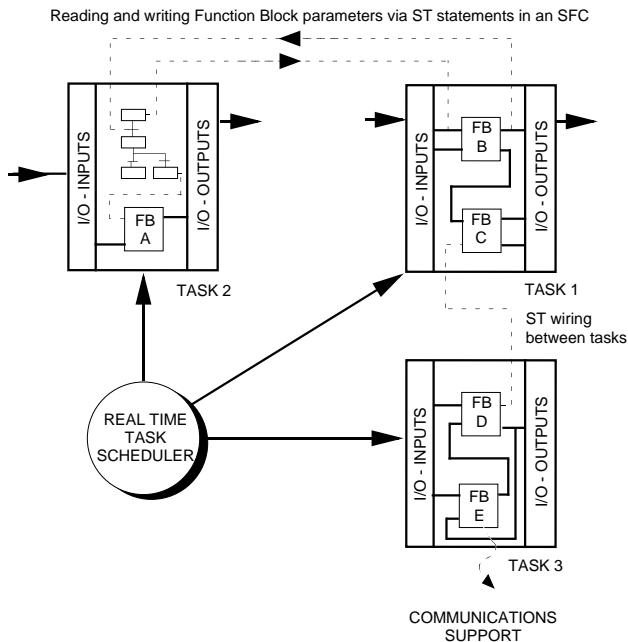 Reading and writing Function Block parameters via ST statements in an SFC
I/O - INPUTS
FB
A
I/O - OUTPUTS
TASK 2
I/O - INPUTS
FB
B
FB
C
I/O - OUTPUTS
TASK 1
ST wiring
between tasks
REAL TIME
TASK
SCHEDULER
I/O - INPUTS
FB
D
FB
E
I/O - OUTPUTS
TASK 3
COMMUNICATIONS
SUPPORT